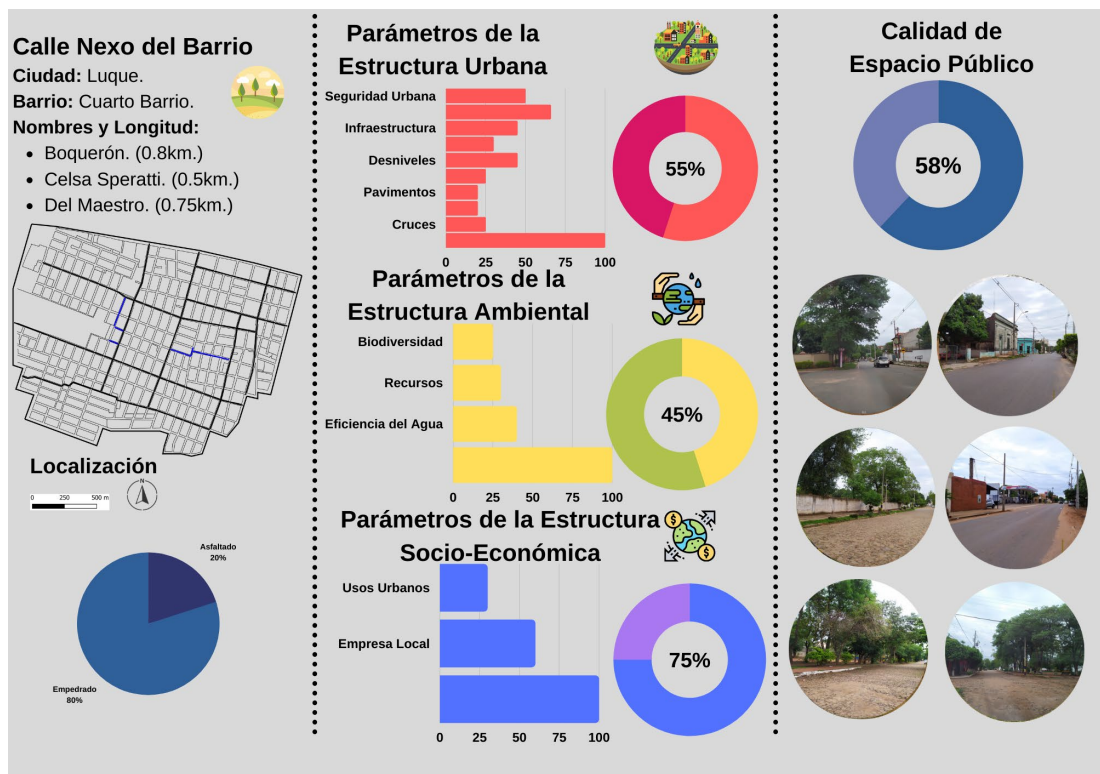 Calle Nexo del Barrio
Ciudad: Luque.
Barrio: Cuarto Barrio.
Nombres y Longitud:
• Boquerón. (0.8km.)
• Celsa Speratti. (0.5km.)
• Del Maestro. (0.75km.)
Localización
0 250 500 m
N
Asfaltado
20%
Empedrado
80%
Parámetros de la
Estructura Urbana
Seguridad Urbana
Infraestructura
Desniveles
Pavimentos
Cruces
0 25 50 75 100
55%
Parámetros de la
Estructura Ambiental
Biodiversidad
Recursos
Eficiencia del Agua
0 25 50 75 100
45%
Parámetros de la Estructura
Socio-Económica
$
$
Usos Urbanos
Empresa Local
0 25 50 75 100
75%
Calidad de
Espacio Público
58%